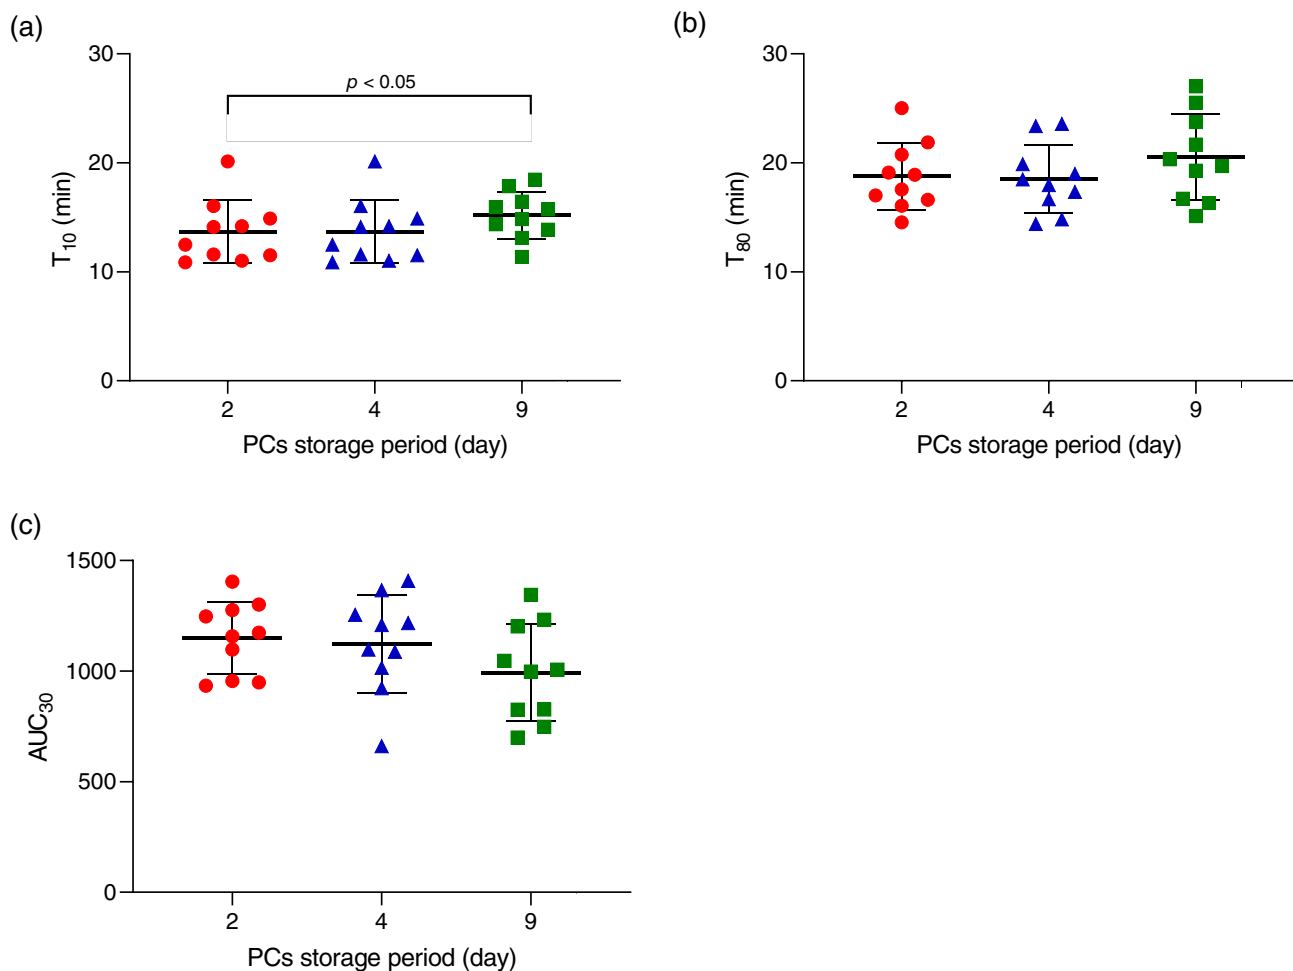 (a)
30
20
10
0
T10 (min)
p < 0.05
2 4 9
PCs storage period (day)
(b)
30
20
10
0
T80 (min)
2 4 9
PCs storage period (day)
(c)
1500
1000
500
0
AUC30
2 4 9
PCs storage period (day)